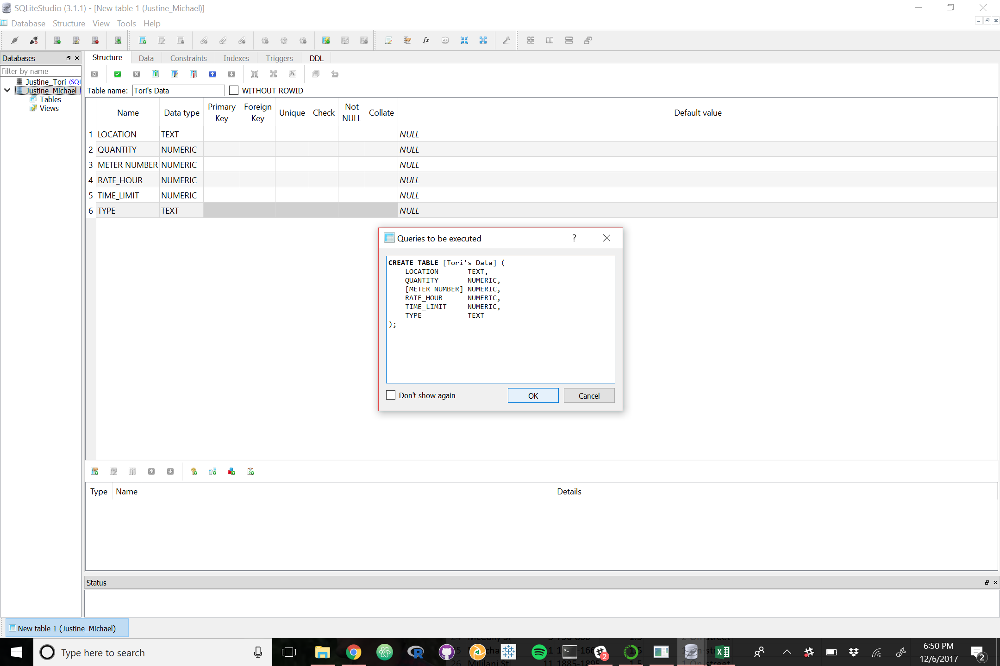 SQLiteStudio (3.1.1) - [New table 1 (Justine_Michael)]
Database Structure View Tools Help
Databases
Structure Data Constraints Indexes Triggers DDL
Filter by name
Justine_Tori (SQL
Justine_Michael
Tables
Views
Table name: Tori's Data WITHOUT ROWID
Name Data type Primary Key Foreign Key Unique Check Not NULL Collate Default value
1 LOCATION TEXT NULL
2 QUANTITY NUMERIC NULL
3 METER NUMBER NUMERIC NULL
4 RATE_HOUR NUMERIC NULL
5 TIME_LIMIT NUMERIC NULL
6 TYPE TEXT NULL
Queries to be executed ?
CREATE TABLE [Tori's Data] (
LOCATION TEXT,
QUANTITY NUMERIC,
[METER NUMBER] NUMERIC,
RATE_HOUR NUMERIC,
TIME_LIMIT NUMERIC,
TYPE TEXT
);
Don't show again OK Cancel
Type Name Details
Status
New table 1 (Justine_Michael)
Type here to search
2
6:50 PM
12/6/2017
2